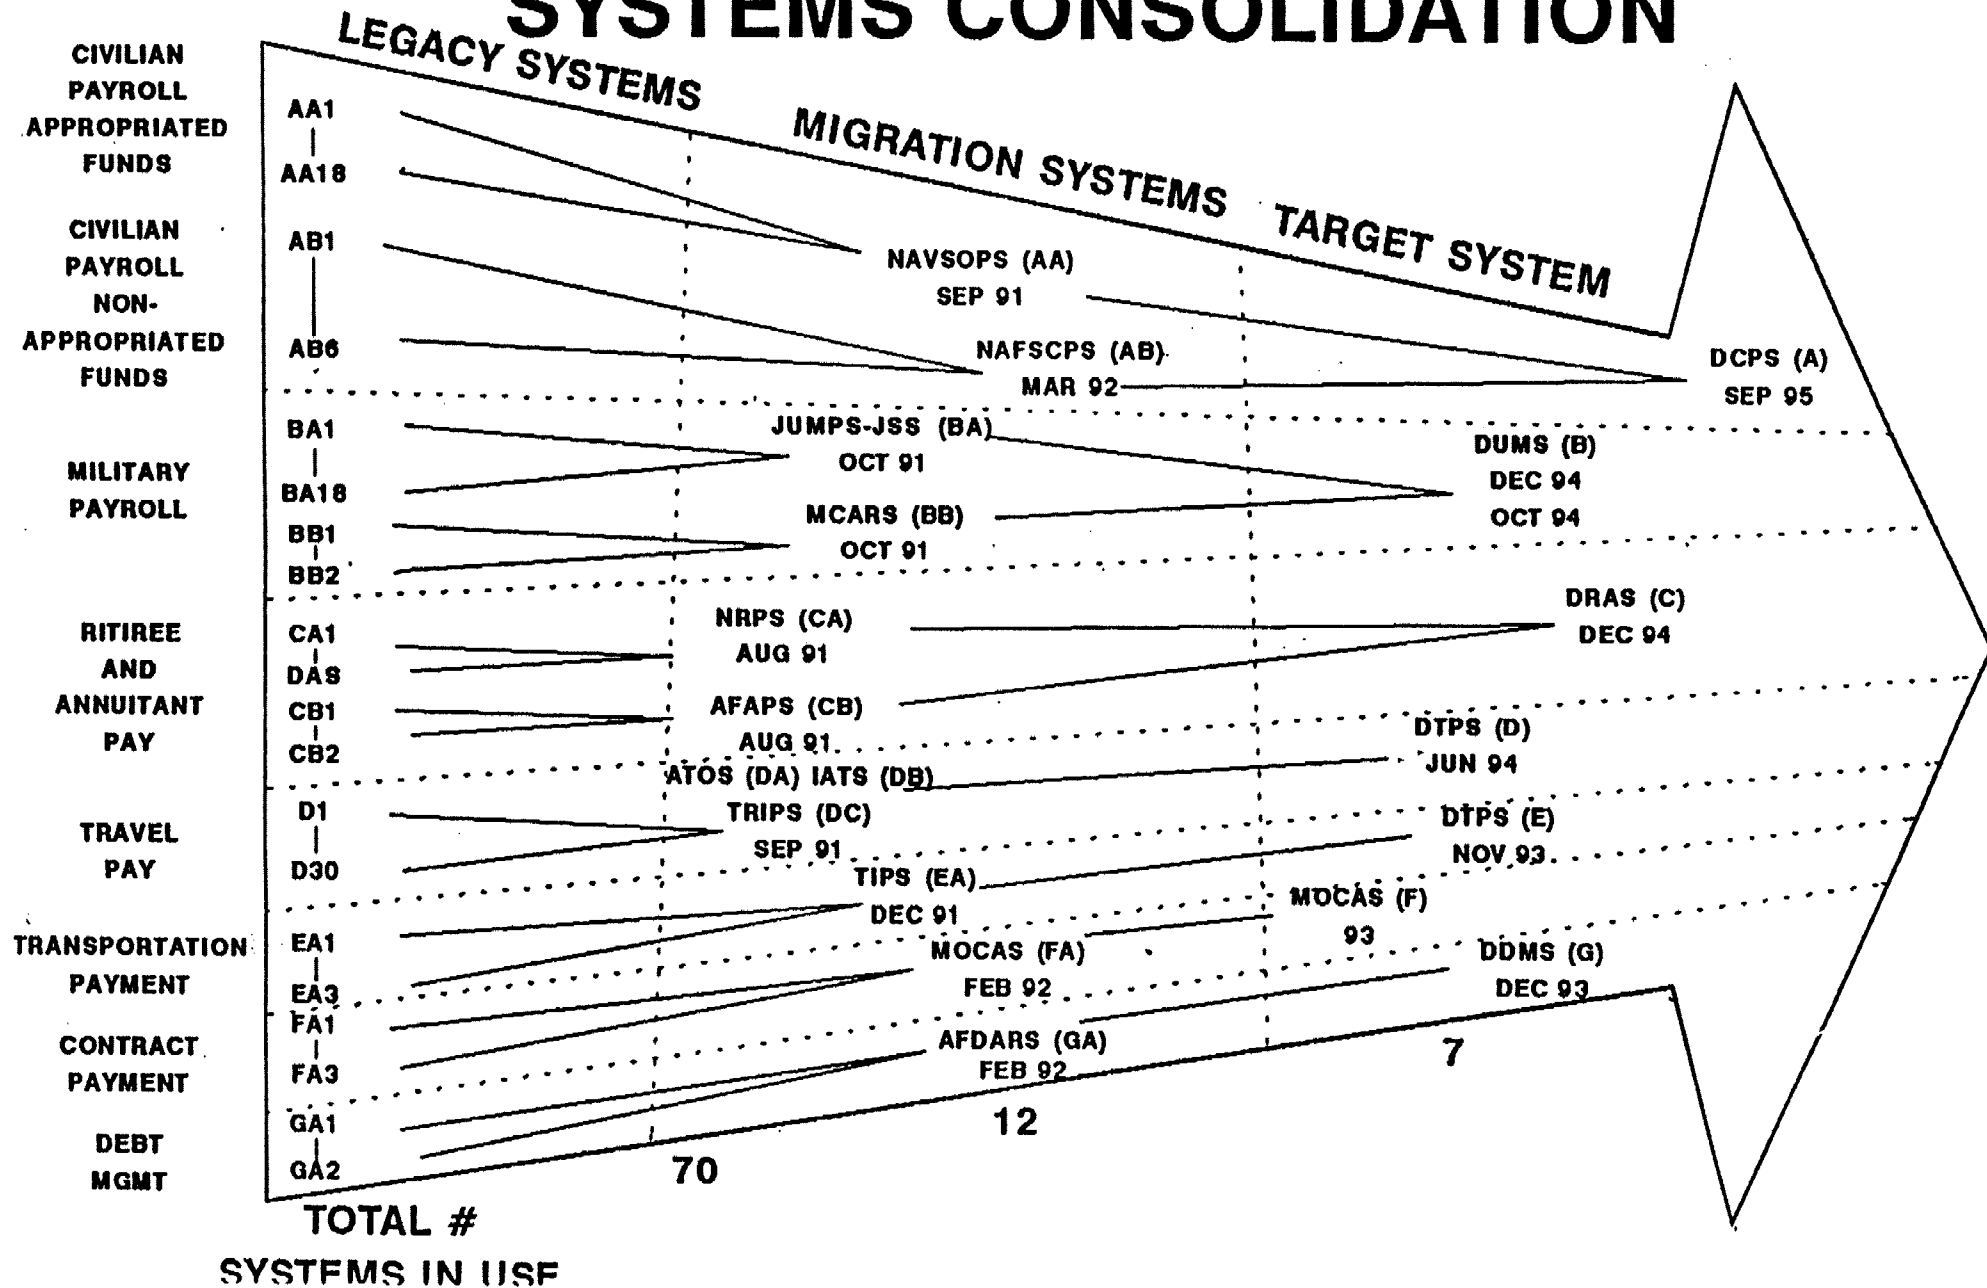 SYSTEMS CONSOLIDATION
LEGACY SYSTEMS
MIGRATION SYSTEMS
TARGET SYSTEM
CIVILIAN
PAYROLL
APPROPRIATED
FUNDS
AA1
AA18
CIVILIAN
PAYROLL
NON-
APPROPRIATED
FUNDS
AB1
AB6
NAVSOPS (AA)
SEP 91
NAFSCPS (AB)
MAR 92
DCPS (A)
SEP 95
MILITARY
PAYROLL
BA1
BA18
BB1
BB2
JUMPS-JSS (BA)
OCT 91
MCARS (BB)
OCT 91
DUMS (B)
DEC 94
OCT 94
RITIREE
AND
ANNUITANT
PAY
CA1
DA8
CB1
CB2
NRPS (CA)
AUG 91
AFAPS (CB)
AUG 91
DRAS (C)
DEC 94
TRAVEL
PAY
D1
D30
ATOS (DA) IATS (DB)
TRIPS (DC)
SEP 91
DTPS (D)
JUN 94
TRANSPORTATION
PAYMENT
EA1
EA3
TIPS (EA)
DEC 91
DTPS (E)
NOV 93
CONTRACT
PAYMENT
FA1
FA3
MOCAS (FA)
FEB 92
MOCAS (F)
93
DEBT
MGMT
GA1
GA2
AFDARS (GA)
FEB 92
DDMS (G)
DEC 93
70
12
7
TOTAL #
SYSTEMS IN USE